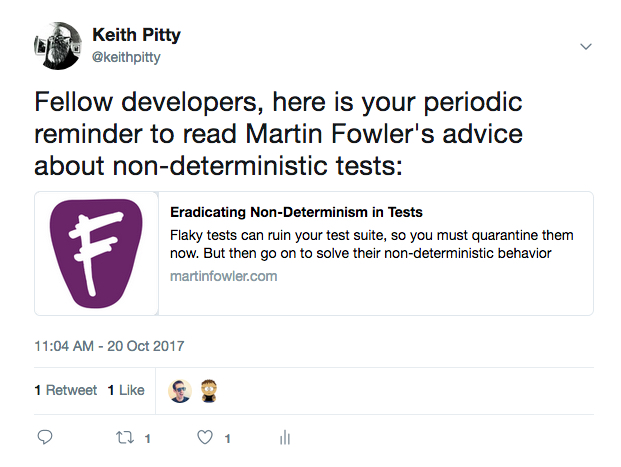 Keith Pitty
@keithpitty
Fellow developers, here is your periodic
reminder to read Martin Fowler's advice
about non-deterministic tests:
F
Eradicating Non-Determinism in Tests
Flaky tests can ruin your test suite, so you must quarantine them
now. But then go on to solve their non-deterministic behavior
martinfowler.com
11:04 AM - 20 Oct 2017
1 Retweet 1 Like
1 1